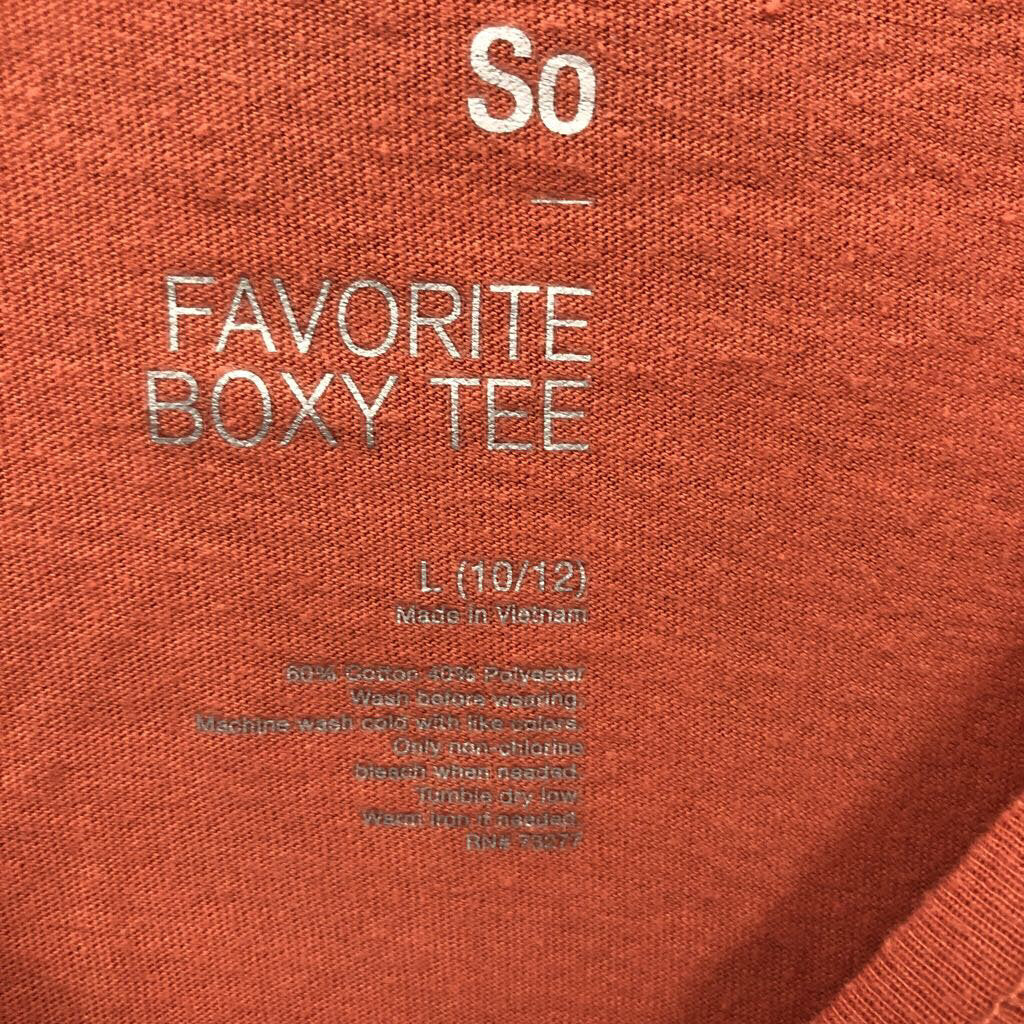 So
FAVORITE
BOXY TEE
L (10/12)
Made in Vietnam
60% Cotton 40% Polyester
Wash before wearing.
Machine wash cold with like colors.
Only non-chlorine
bleach when needed.
Tumble dry low.
Warm iron if needed.
RN# 73277